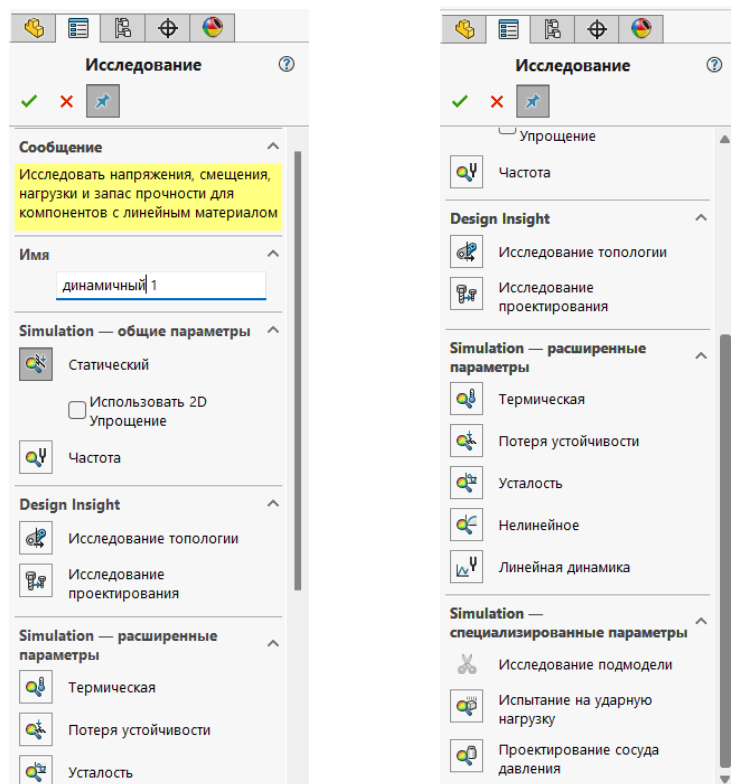 Исследование
Сообщение
Исследовать напряжения, смещения,
нагрузки и запас прочности для
компонентов с линейным материалом
Имя
динамичный 1
Simulation — общие параметры
Статический
Использовать 2D
Упрощение
Частота
Design Insight
Исследование топологии
Исследование
проектирования
Simulation — расширенные
параметры
Термическая
Потеря устойчивости
Усталость
Исследование
Упрощение
Частота
Design Insight
Исследование топологии
Исследование
проектирования
Simulation — расширенные
параметры
Термическая
Потеря устойчивости
Усталость
Нелинейное
Линейная динамика
Simulation —
специализированные параметры
Исследование подмодели
Испытание на ударную
нагрузку
Проектирование сосуда
давления